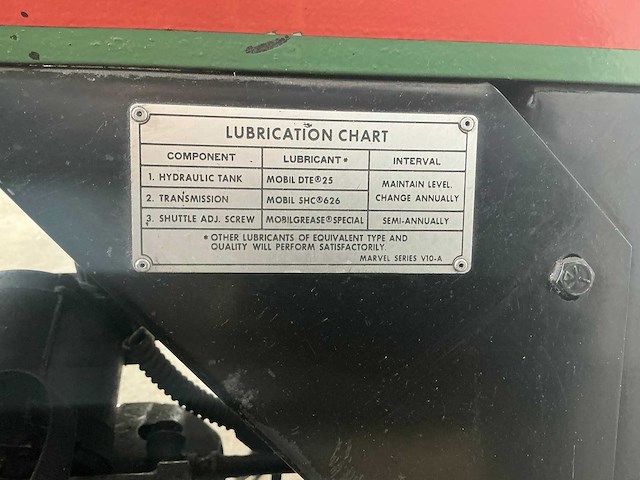 LUBRICATION CHART
COMPONENT LUBRICANT* INTERVAL
1. HYDRAULIC TANK MOBIL DTE®25 MAINTAIN LEVEL.
2. TRANSMISSION MOBIL SHC®626 CHANGE ANNUALLY
3. SHUTTLE ADJ. SCREW MOBILGREASE®SPECIAL SEMI-ANNUALLY
* OTHER LUBRICANTS OF EQUIVALENT TYPE AND
QUALITY WILL PERFORM SATISFACTORILY.
MARVEL SERIES V10-A